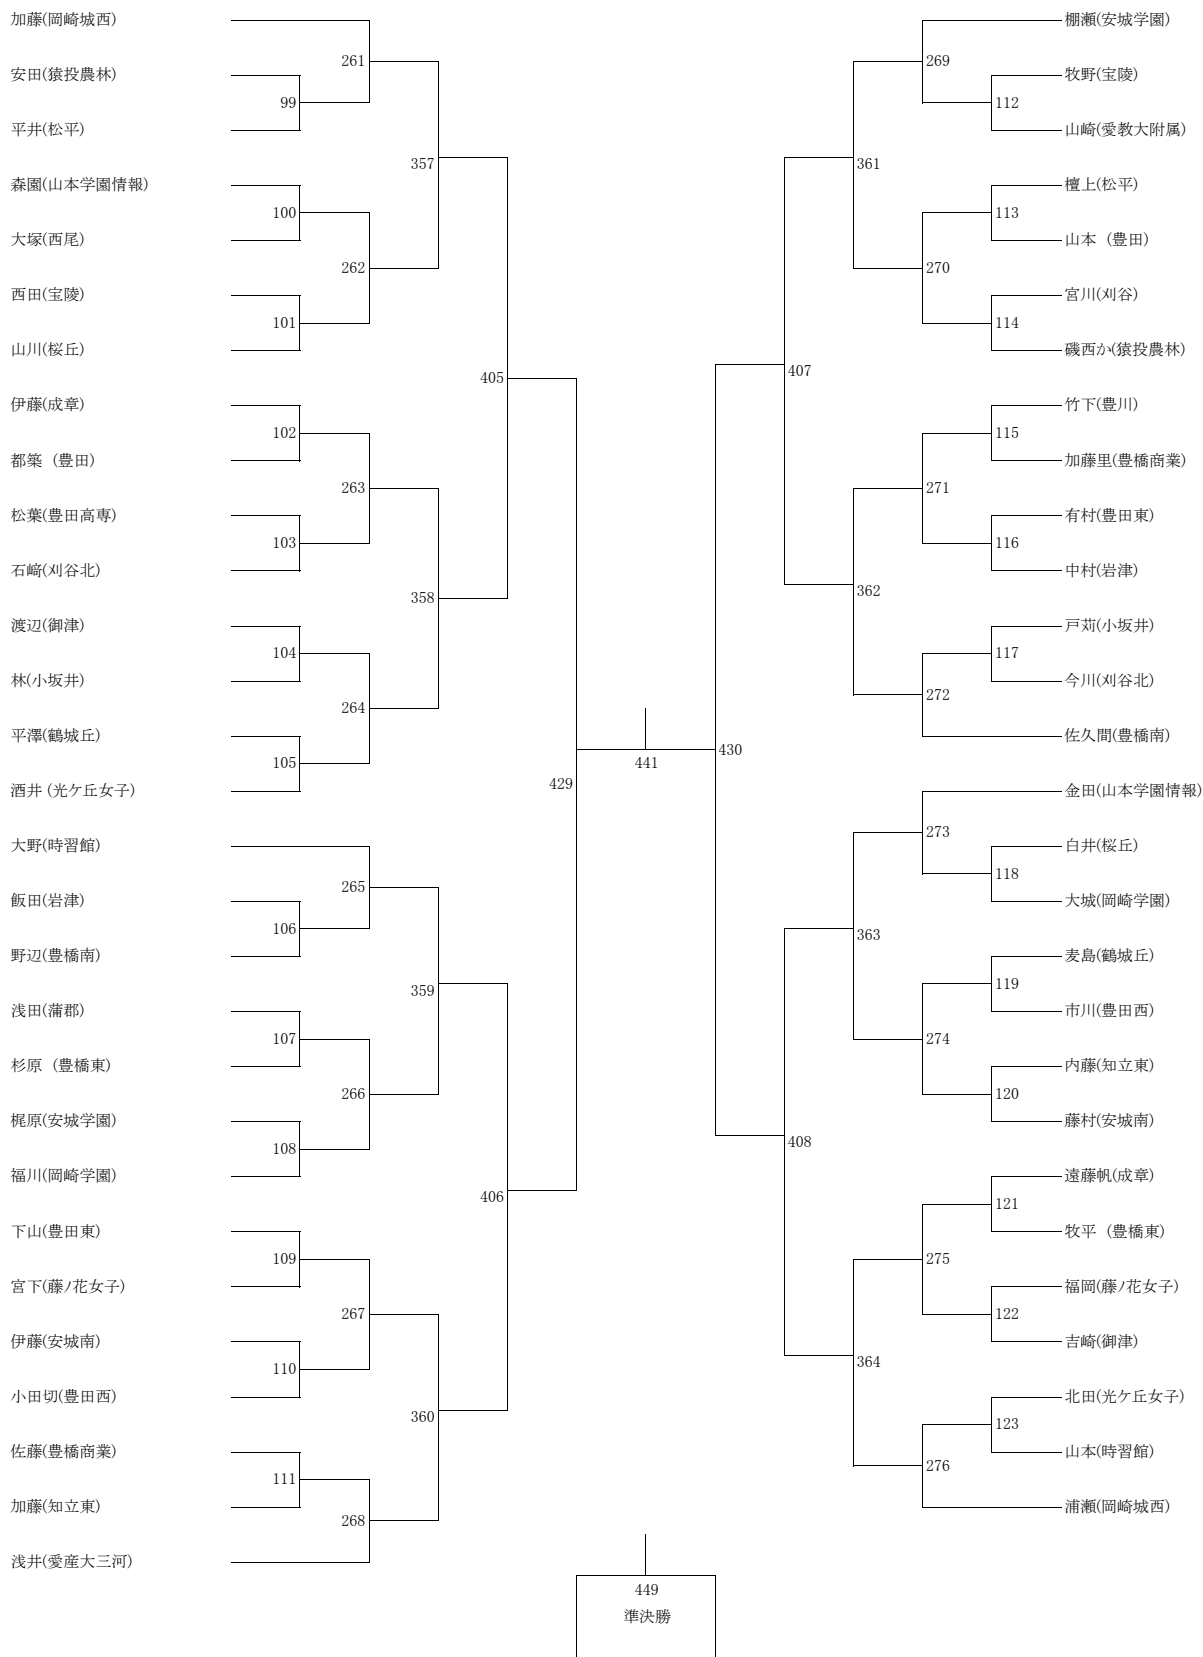 加藤(岡崎城西)
安田(猿投農林)
平井(松平)
森園(山本学園情報)
大塚(西尾)
西田(宝陵)
山川(桜丘)
伊藤(成章)
都築 (豊田)
松葉(豊田高専)
石﨑(刈谷北)
渡辺(御津)
林(小坂井)
平澤(鶴城丘)
酒井 (光ケ丘女子)
大野(時習館)
飯田(岩津)
野辺(豊橋南)
浅田(蒲郡)
杉原 (豊橋東)
梶原(安城学園)
福川(岡崎学園)
下山(豊田東)
宮下(藤ノ花女子)
伊藤(安城南)
小田切(豊田西)
佐藤(豊橋商業)
加藤(知立東)
浅井(愛産大三河)
99
100
101
102
103
104
105
106
107
108
109
110
111
261
262
263
264
265
266
267
268
357
358
359
360
405
406
429
441
430
407
408
361
362
363
364
269
270
271
272
273
274
275
276
112
113
114
115
116
117
118
119
120
121
122
123
棚瀬(安城学園)
牧野(宝陵)
山崎(愛教大附属)
檀上(松平)
山本 (豊田)
宮川(刈谷)
磯西か(猿投農林)
竹下(豊川)
加藤里(豊橋商業)
有村(豊田東)
中村(岩津)
戸苅(小坂井)
今川(刈谷北)
佐久間(豊橋南)
金田(山本学園情報)
白井(桜丘)
大城(岡崎学園)
麦島(鶴城丘)
市川(豊田西)
内藤(知立東)
藤村(安城南)
遠藤帆(成章)
牧平 (豊橋東)
福岡(藤ノ花女子)
吉崎(御津)
北田(光ケ丘女子)
山本(時習館)
浦瀬(岡崎城西)
449
準決勝